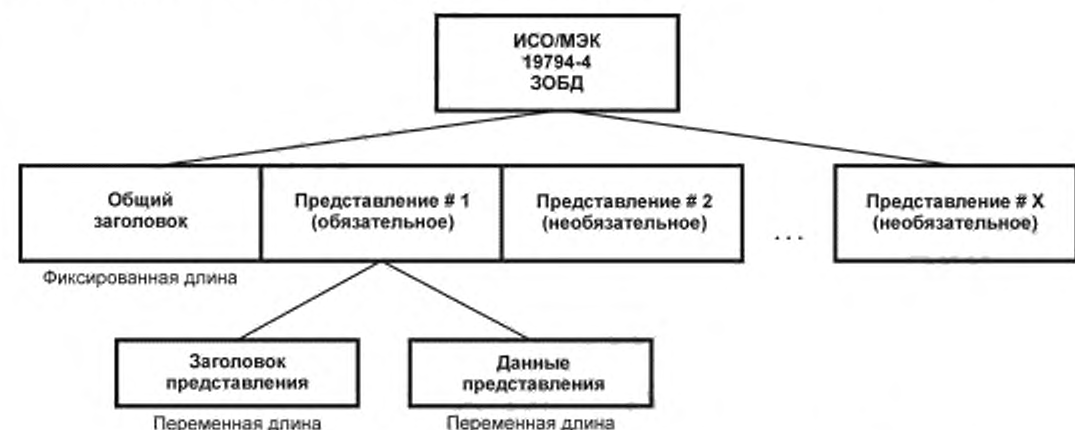 ИСО/МЭК
19794-4
ЗОБД
Общий
заголовок
Представление # 1
(обязательное)
Представление # 2
(необязательное)
...
Представление # X
(необязательное)
Фиксированная длина
Заголовок
представления
Данные
представления
Переменная длина
Переменная длина